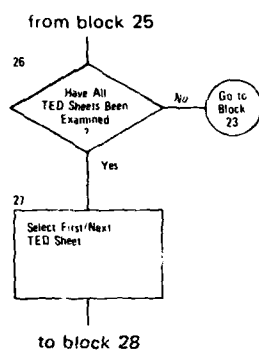 from block 25
26
Have All
TED Sheets Been
Examined
?
No
Go to
Block
23
Yes
27
Select First/Next
TED Sheet
to block 28